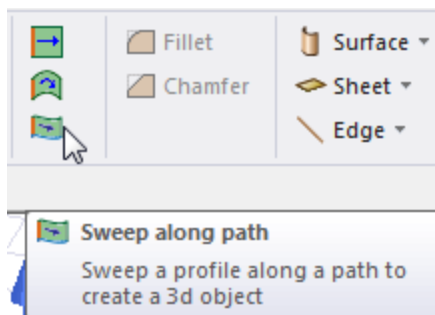 Fillet
Surface
Chamfer
Sheet
Edge
Sweep along path
Sweep a profile along a path to
create a 3d object